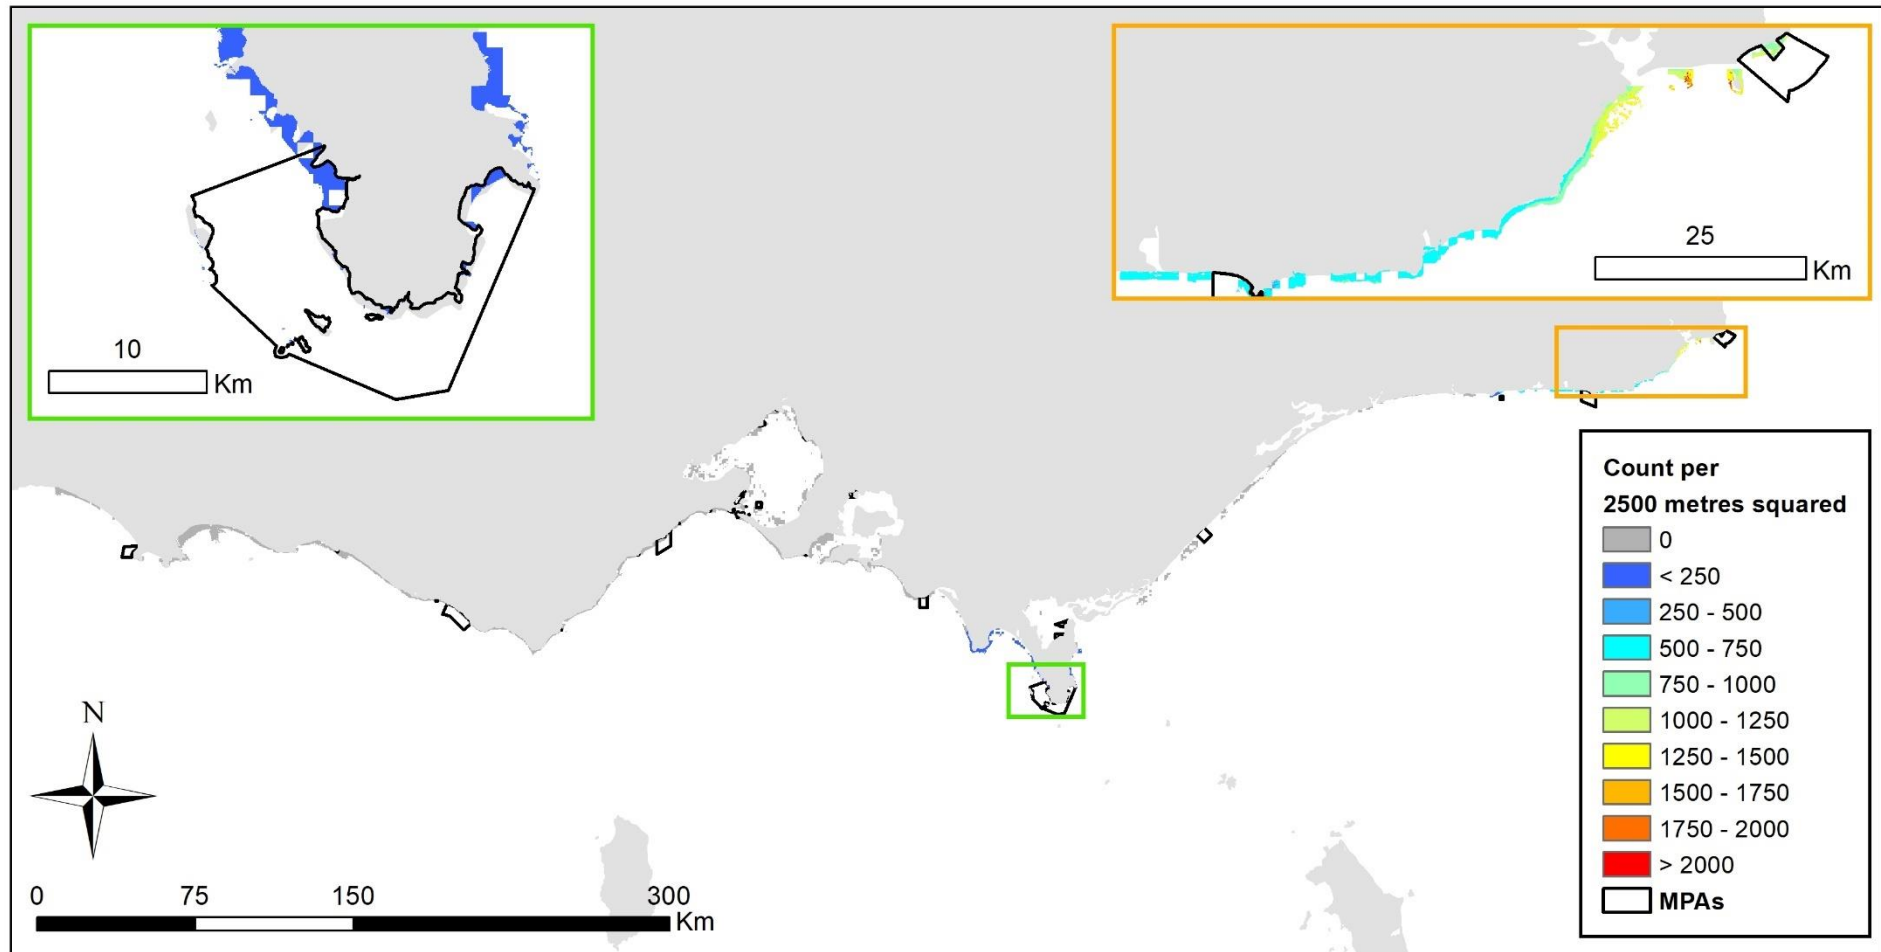 10
Km
25
Km
Count per
2500 metres squared
0
< 250
250 - 500
500 - 750
750 - 1000
1000 - 1250
1250 - 1500
1500 - 1750
1750 - 2000
> 2000
MPAs
N
0 75 150 300
Km